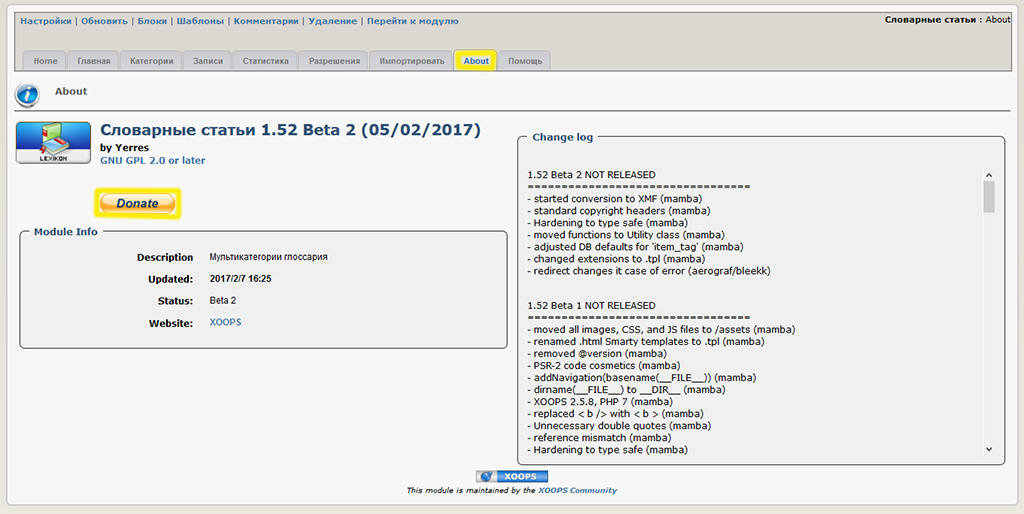 Настройки | Обновить | Блоки | Шаблоны | Комментарии | Удаление | Перейти к модулю
Словарные статьи : About
Home Главная Категории Записи Статистика Разрешения Импортировать About Помощь
About
LEXIKON
Словарные статьи 1.52 Beta 2 (05/02/2017)
by Yerres
GNU GPL 2.0 or later
Donate
Module Info
Description Мультикатегории глоссария
Updated: 2017/2/7 16:25
Status: Beta 2
Website: XOOPS
Change log
1.52 Beta 2 NOT RELEASED
=================================
- started conversion to XMF (mamba)
- standard copyright headers (mamba)
- Hardening to type safe (mamba)
- moved functions to Utility class (mamba)
- adjusted DB defaults for 'item_tag' (mamba)
- changed extensions to .tpl (mamba)
- redirect changes it case of error (aerograf/bleekk)
1.52 Beta 1 NOT RELEASED
=================================
- moved all images, CSS, and JS files to /assets (mamba)
- renamed .html Smarty templates to .tpl (mamba)
- removed @version (mamba)
- PSR-2 code cosmetics (mamba)
- addNavigation(basename(__FILE__)) (mamba)
- dirname(__FILE__) to __DIR__ (mamba)
- XOOPS 2.5.8, PHP 7 (mamba)
- replaced < b /> with < b > (mamba)
- Unnecessary double quotes (mamba)
- reference mismatch (mamba)
- Hardening to type safe (mamba)
XOOPS
This module is maintained by the XOOPS Community